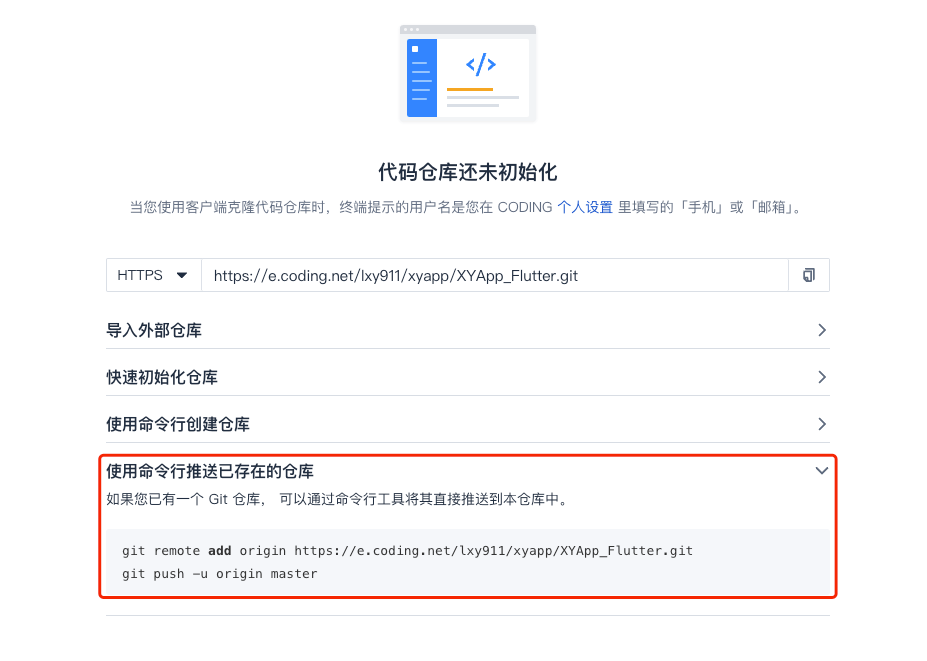 </>
代码仓库还未初始化
当您使用客户端克隆代码仓库时，终端提示的用户名是您在 CODING 个人设置 里填写的「手机」或「邮箱」。
HTTPS https://e.coding.net/lxy911/xyapp/XYApp_Flutter.git
导入外部仓库
快速初始化仓库
使用命令行创建仓库
使用命令行推送已存在的仓库
如果您已有一个 Git 仓库， 可以通过命令行工具将其直接推送到本仓库中。
git remote add origin https://e.coding.net/lxy911/xyapp/XYApp_Flutter.git
git push -u origin master